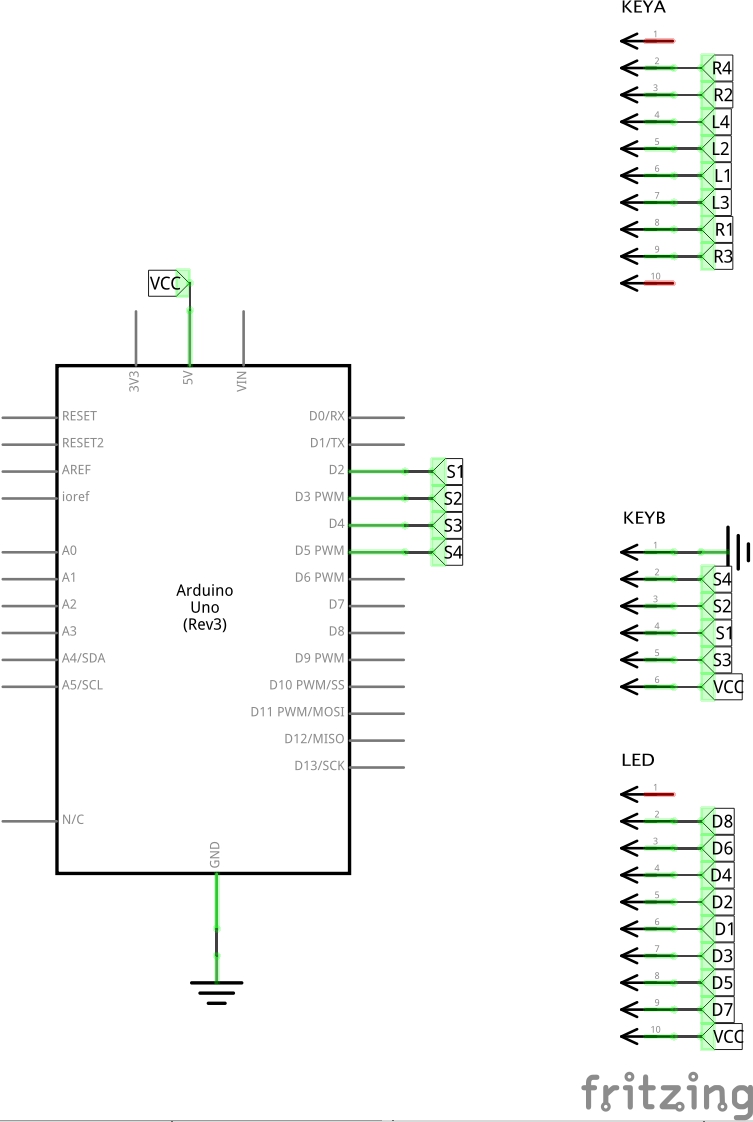 KEYA
1
2 R4
3 R2
4 L4
5 L2
6 L1
7 L3
8 R1
9 R3
10
VCC
3V3
5V
VIN
RESET D0/RX
RESET2 D1/TX
AREF D2 S1
ioref D3 PWM S2
D4 S3
A0 D5 PWM S4
A1 D6 PWM
A2 D7
A3 D8
A4/SDA D9 PWM
A5/SCL D10 PWM/SS
D11 PWM/MOSI
D12/MISO
D13/SCK
Arduino
Uno
(Rev3)
N/C
GND
KEYB
1
2 S4
3 S2
4 S1
5 S3
6 VCC
LED
1
2 D8
3 D6
4 D4
5 D2
6 D1
7 D3
8 D5
9 D7
10 VCC
fritzing